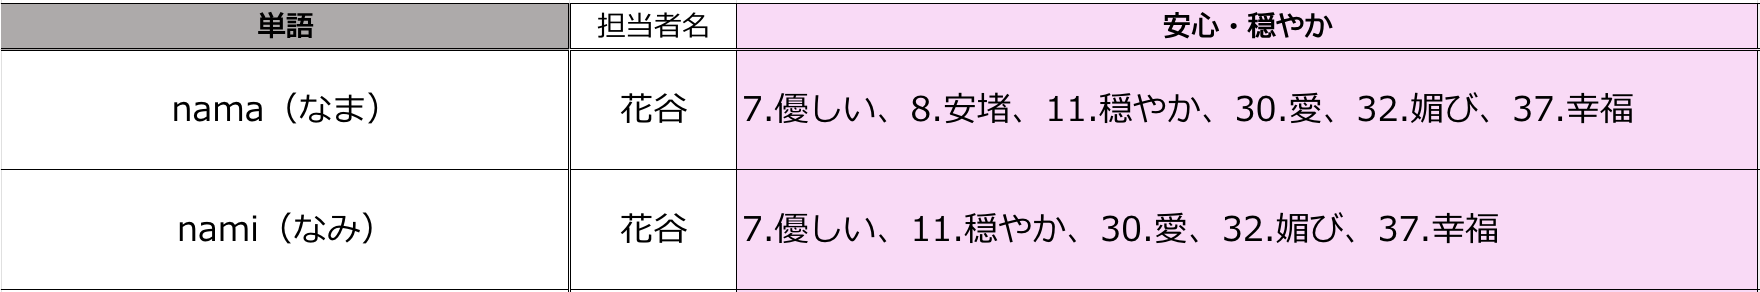 単語 担当者名 安心・穏やか
nama（なま） 花谷 7.優しい、8.安堵、11.穏やか、30.愛、32.媚び、37.幸福
nami（なみ） 花谷 7.優しい、11.穏やか、30.愛、32.媚び、37.幸福